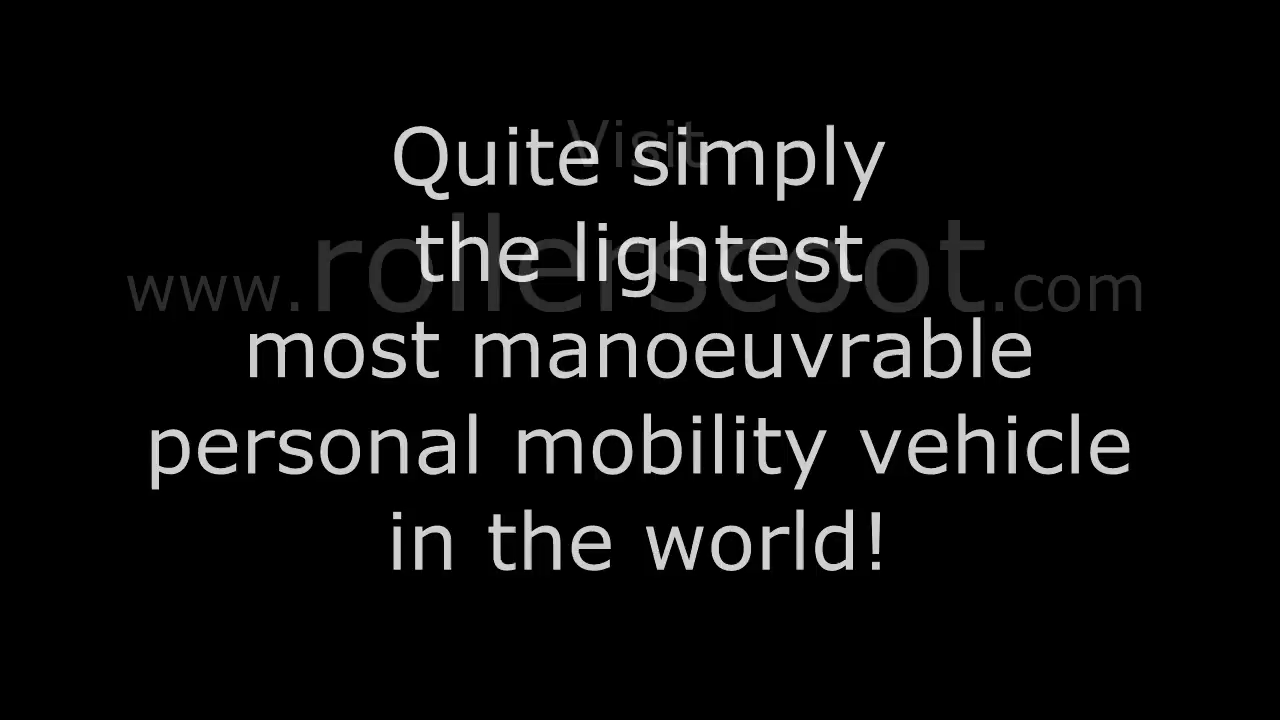 Quite simply
the lightest
most manoeuvrable
personal mobility vehicle
in the world!
Visit
www.rollerscoot.com